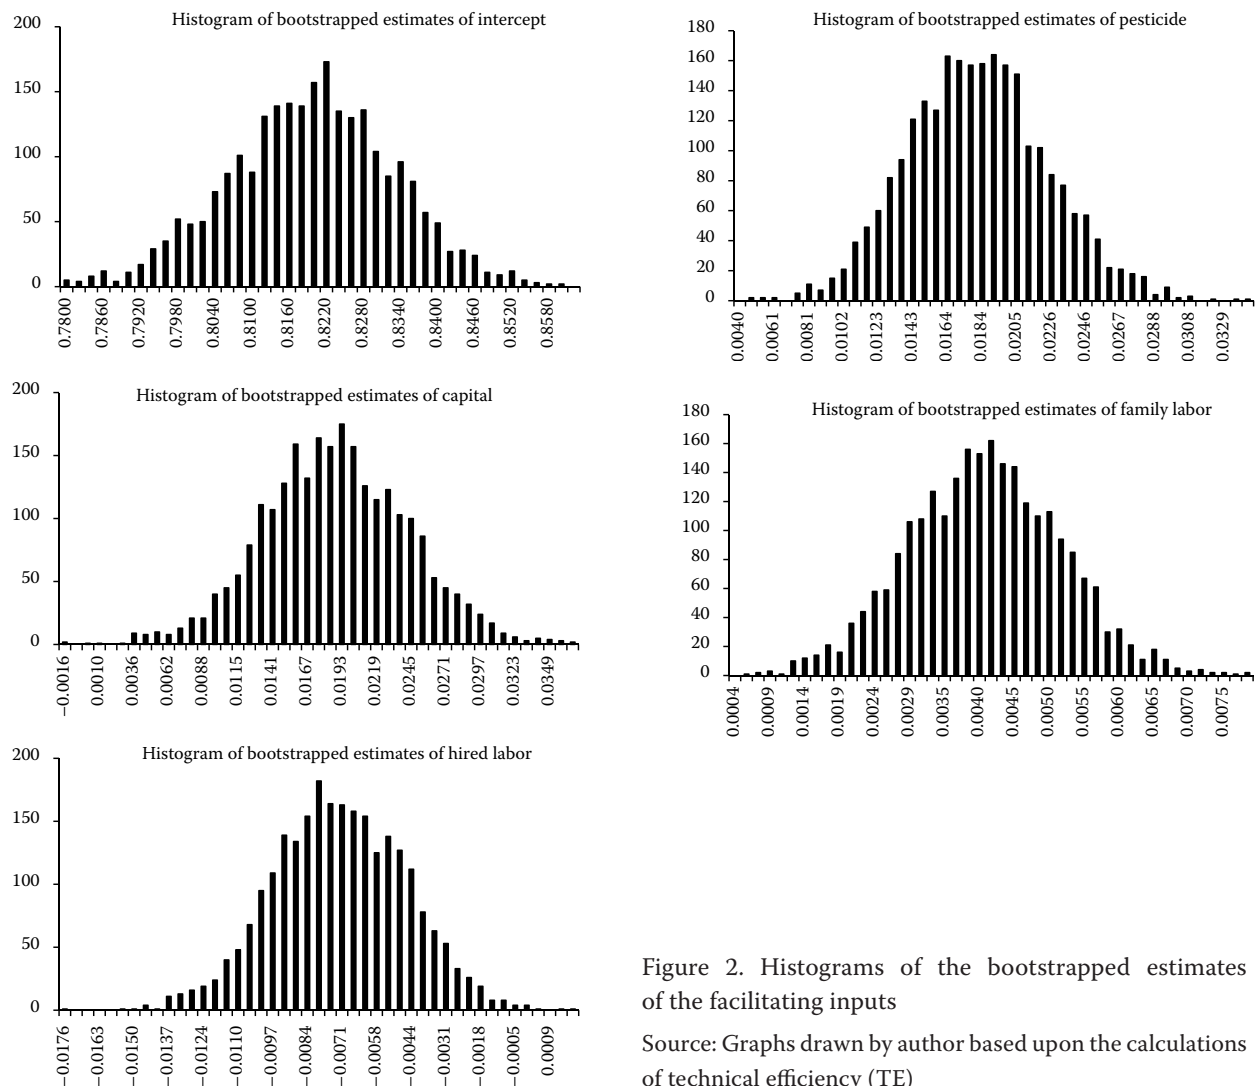 Histogram of bootstrapped estimates of intercept
200
150
100
50
0
0.7800 0.7860 0.7920 0.7980 0.8040 0.8100 0.8160 0.8220 0.8280 0.8340 0.8400 0.8460 0.8520 0.8580
Histogram of bootstrapped estimates of pesticide
180
160
140
120
100
80
60
40
20
0
0.0040 0.0061 0.0081 0.0102 0.0123 0.0143 0.0164 0.0184 0.0205 0.0226 0.0246 0.0267 0.0288 0.0308 0.0329
Histogram of bootstrapped estimates of capital
200
150
100
50
0
−0.0016 0.0010 0.0036 0.0062 0.0088 0.0115 0.0141 0.0167 0.0193 0.0219 0.0245 0.0271 0.0297 0.0323 0.0349
Histogram of bootstrapped estimates of family labor
180
160
140
120
100
80
60
40
20
0
0.0004 0.0009 0.0014 0.0019 0.0024 0.0029 0.0035 0.0040 0.0045 0.0050 0.0055 0.0060 0.0065 0.0070 0.0075
Histogram of bootstrapped estimates of hired labor
200
150
100
50
0
−0.0176 −0.0163 −0.0150 −0.0137 −0.0124 −0.0110 −0.0097 −0.0084 −0.0071 −0.0058 −0.0044 −0.0031 −0.0018 −0.0005 0.0009
Figure 2. Histograms of the bootstrapped estimates
of the facilitating inputs
Source: Graphs drawn by author based upon the calculations
of technical efficiency (TE)